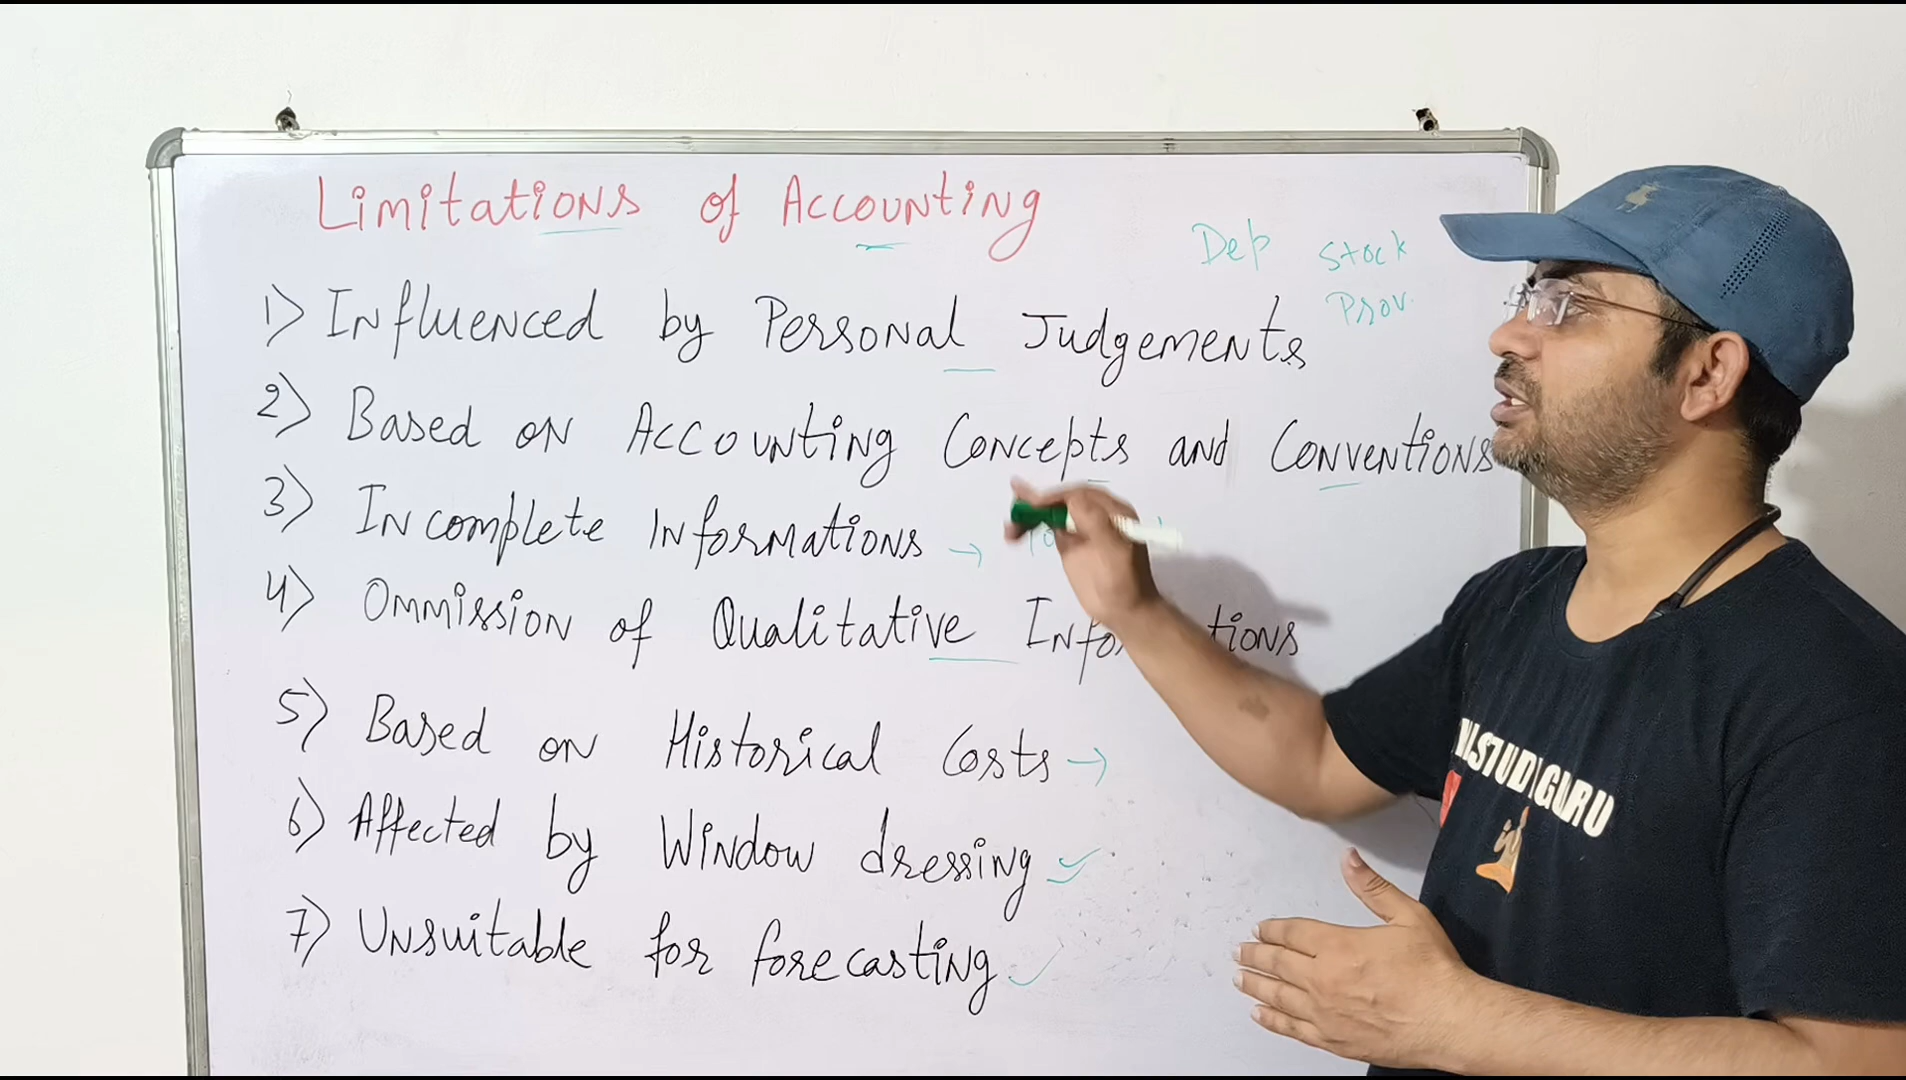 Limitations of Accounting
Dep Stock
Prov.
1) Influenced by Personal Judgements
2) Based on Accounting Concepts and Conventions
3) Incomplete Informations →
4) Ommission of Qualitative
5) Based on Historical Costs →
6) Affected by Window dressing
7) Unsuitable for forecasting